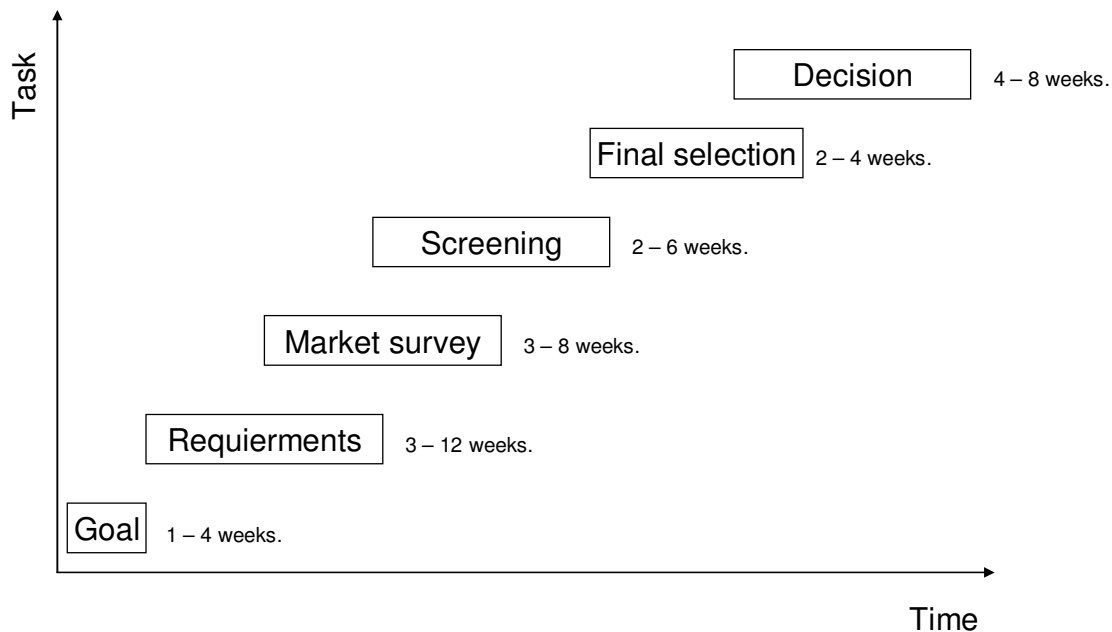 Task
Decision
4 – 8 weeks.
Final selection
2 – 4 weeks.
Screening
2 – 6 weeks.
Market survey
3 – 8 weeks.
Requierments
3 – 12 weeks.
Goal
1 – 4 weeks.
Time